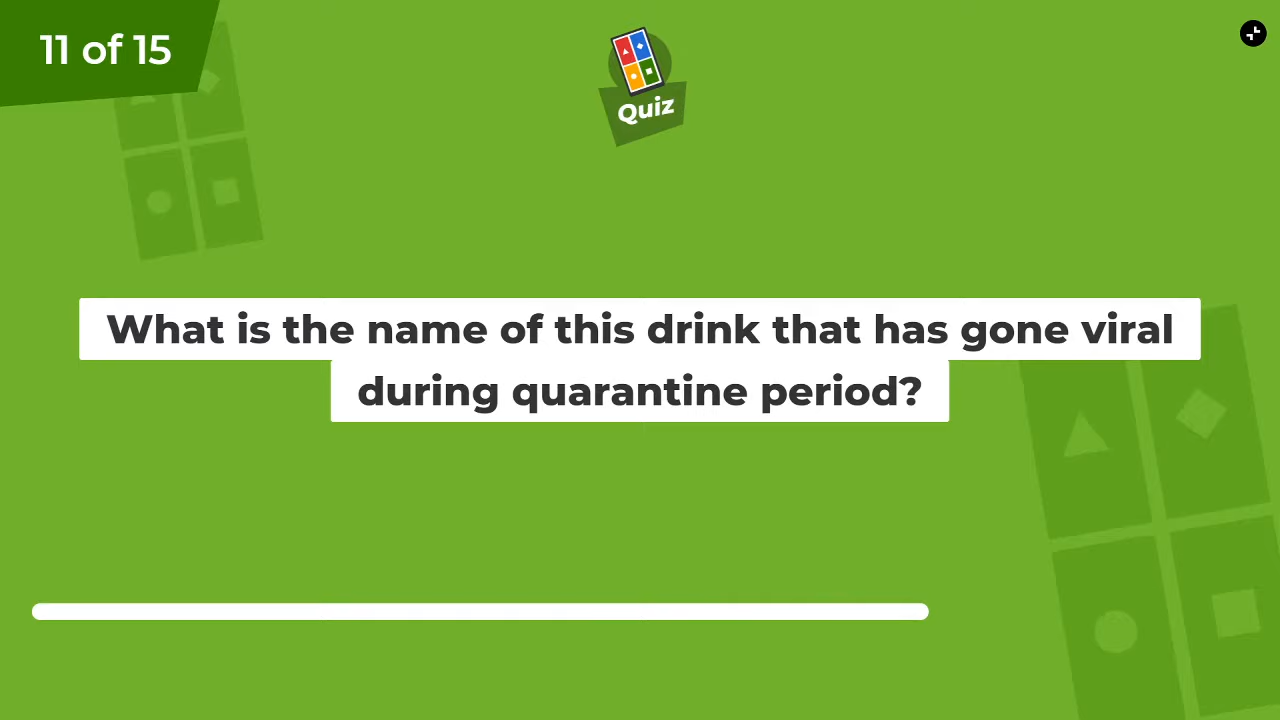 11 of 15
Quiz
What is the name of this drink that has gone viral
during quarantine period?